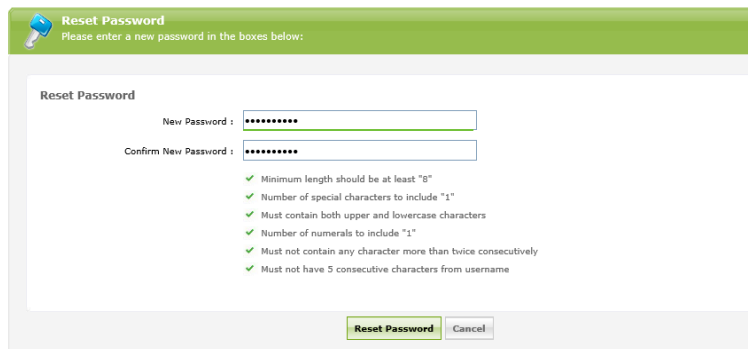 Reset Password
Please enter a new password in the boxes below:
Reset Password
New Password : ••••••••••
Confirm New Password : ••••••••••
Minimum length should be at least "8"
Number of special characters to include "1"
Must contain both upper and lowercase characters
Number of numerals to include "1"
Must not contain any character more than twice consecutively
Must not have 5 consecutive characters from username
Reset Password Cancel